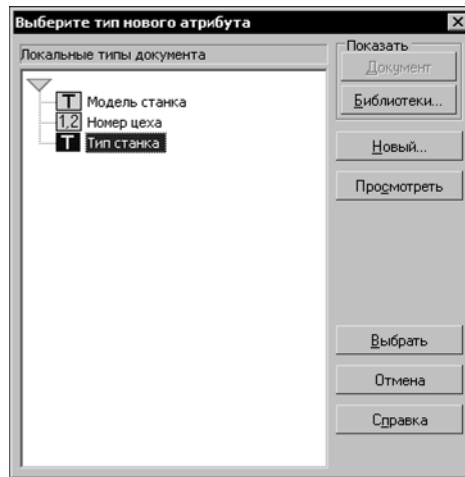 Выберите тип нового атрибута
Локальные типы документа
Показать
Документ
Библиотеки...
T Модель станка
1,2 Номер цеха
T Тип станка
Новый...
Просмотреть
Выбрать
Отмена
Справка